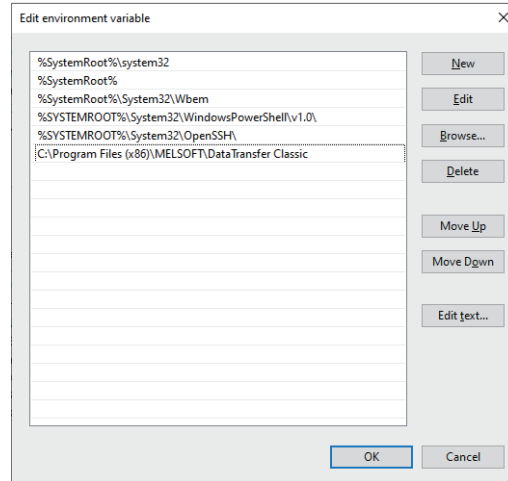 Edit environment variable
%SystemRoot%\system32
%SystemRoot%
%SystemRoot%\System32\Wbem
%SYSTEMROOT%\System32\WindowsPowerShell\v1.0\
%SYSTEMROOT%\System32\OpenSSH\
C:\Program Files (x86)\MELSOFT\DataTransfer Classic
New
Edit
Browse...
Delete
Move Up
Move Down
Edit text...
OK
Cancel